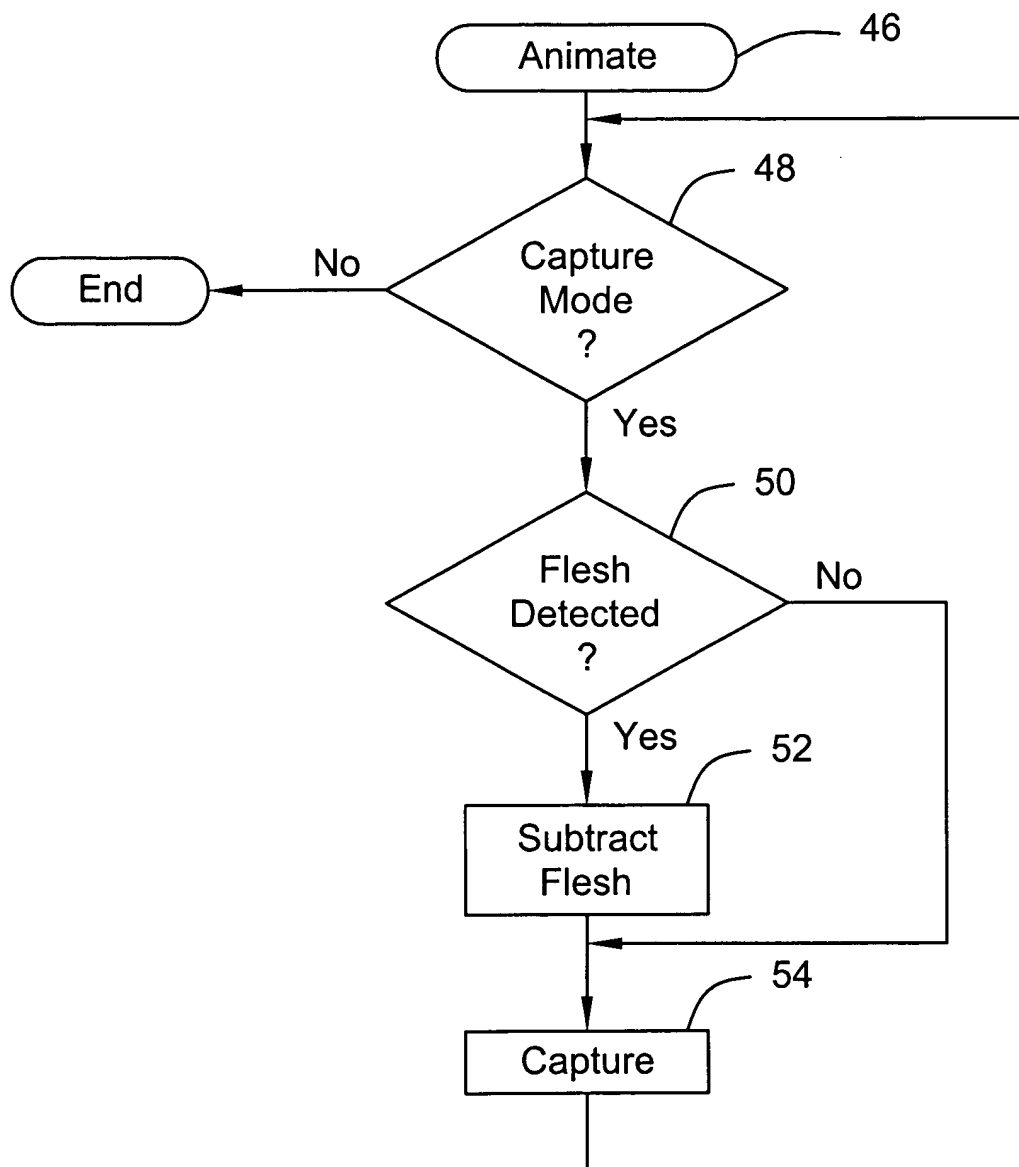 Animate
46
48
Capture
Mode
?
No
End
Yes
50
Flesh
Detected
?
No
Yes
52
Subtract
Flesh
54
Capture